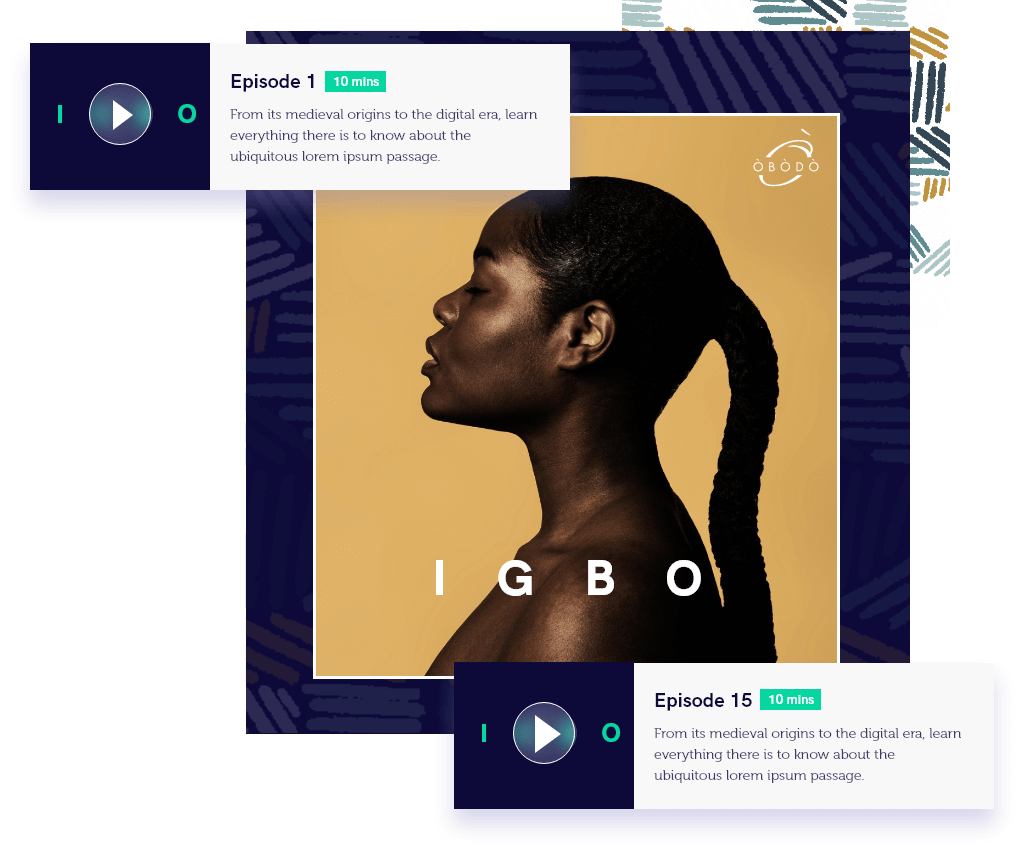 I O
Episode 1 10 mins
From its medieval origins to the digital era, learn
everything there is to know about the
ubiquitous lorem ipsum passage.
ÒBÒDÒ
I G B O
I O
Episode 15 10 mins
From its medieval origins to the digital era, learn
everything there is to know about the
ubiquitous lorem ipsum passage.